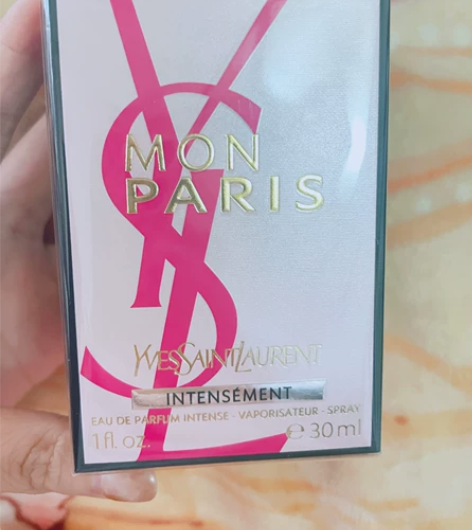 MON
PARIS
YVESSAINTLAURENT
INTENSÉMENT
EAU DE PARFUM INTENSE - VAPORISATEUR - SPRAY
1 fl. oz. ℮ 30 ml